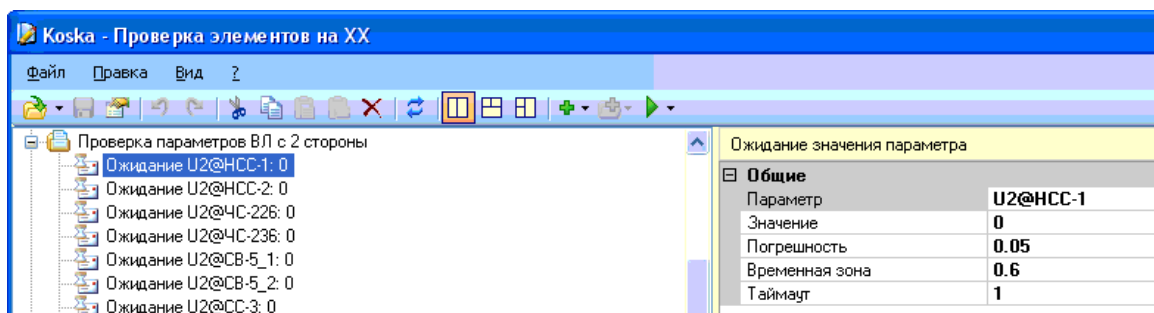 Koska - Проверка элементов на ХХ
Файл Правка Вид ?
Проверка параметров ВЛ с 2 стороны
Ожидание U2@НСС-1: 0
Ожидание U2@НСС-2: 0
Ожидание U2@ЧС-226: 0
Ожидание U2@ЧС-236: 0
Ожидание U2@СВ-5_1: 0
Ожидание U2@СВ-5_2: 0
Ожидание U2@СС-3: 0
Ожидание значения параметра
Общие
Параметр U2@НСС-1
Значение 0
Погрешность 0.05
Временная зона 0.6
Таймаут 1